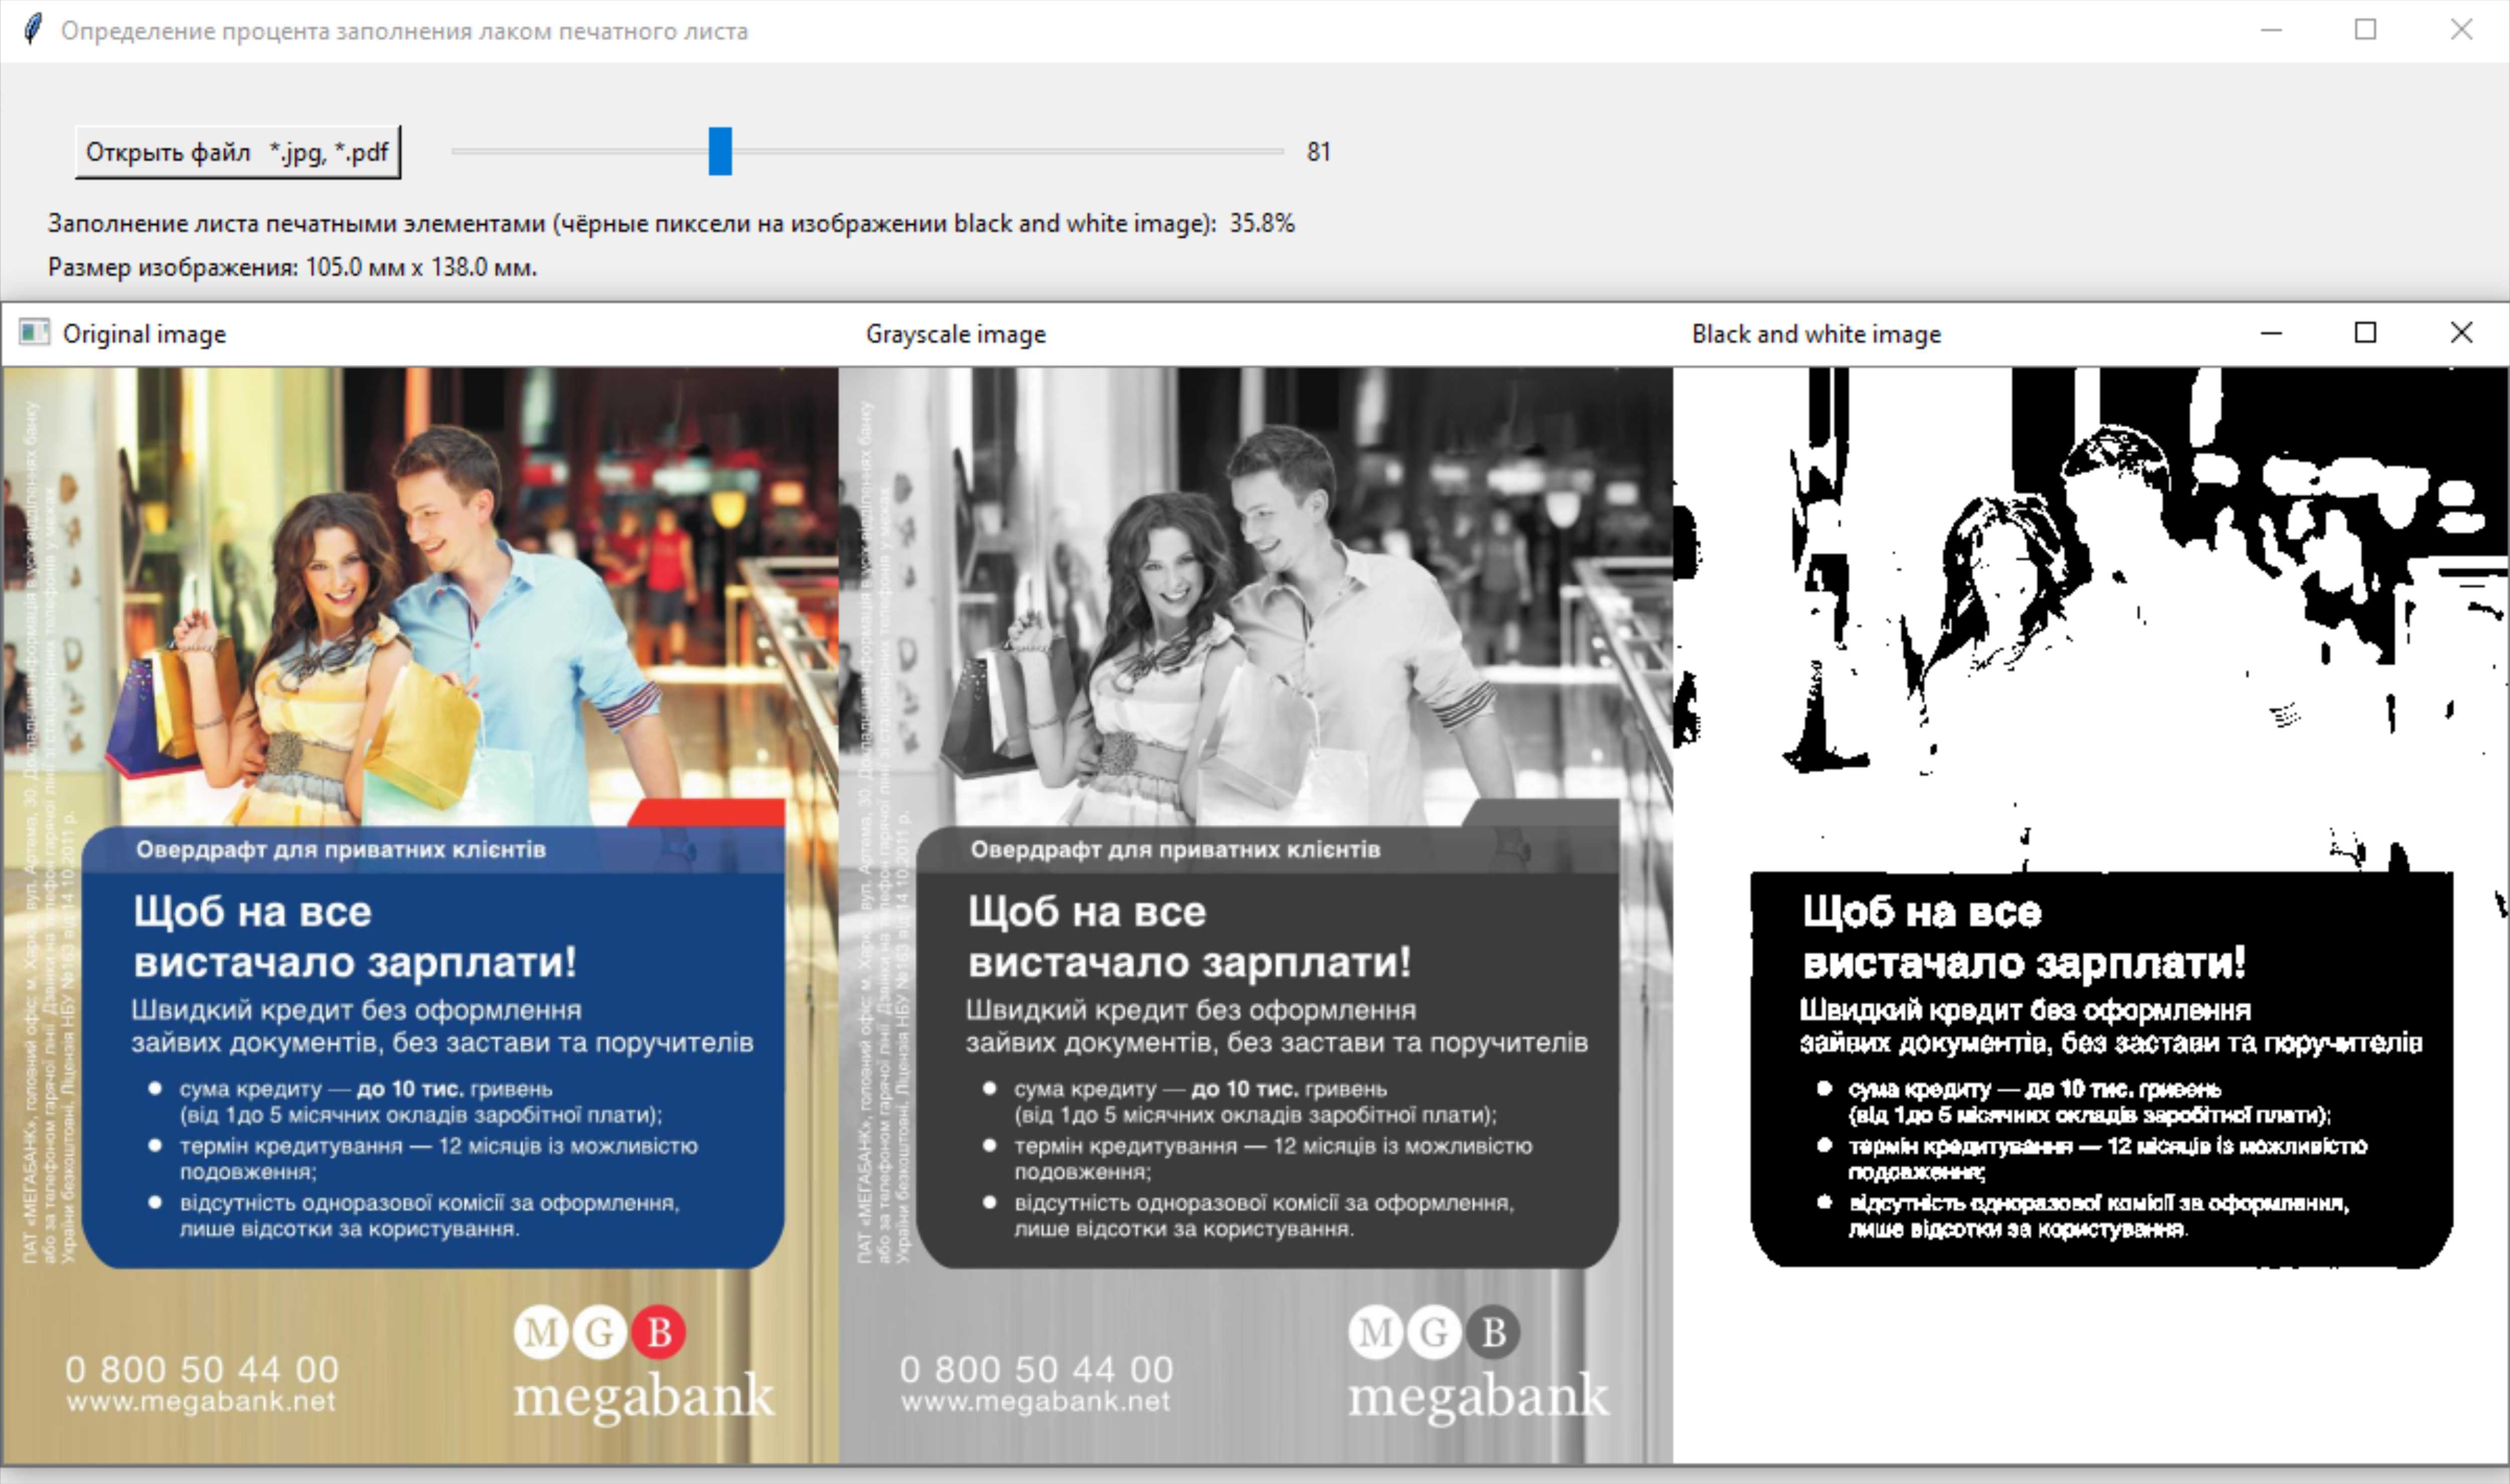 Определение процента заполнения лаком печатного листа
Открыть файл *.jpg, *.pdf
81
Заполнение листа печатными элементами (чёрные пиксели на изображении black and white image): 35.8%
Размер изображения: 105.0 мм x 138.0 мм.
Original image
Grayscale image
Black and white image
ПАТ «МЕГАБАНК», головний офіс: м. Харків, вул. Артема, 30. Докладніша інформація в усіх відділеннях банку
або за телефоном гарячої лінії. Дзвінки на телефон гарячої лінії зі стаціонарних телефонів у межах
України безкоштовні. Ліцензія НБУ №163 від 14.10.2011 р.
Овердрафт для приватних клієнтів
Щоб на все
вистачало зарплати!
Швидкий кредит без оформлення
зайвих документів, без застави та поручителів
сума кредиту — до 10 тис. гривень
(від 1до 5 місячних окладів заробітної плати);
термін кредитування — 12 місяців із можливістю
подовження;
відсутність одноразової комісії за оформлення,
лише відсотки за користування.
0 800 50 44 00
www.megabank.net
M G B
megabank
ПАТ «МЕГАБАНК», головний офіс: м. Харків, вул. Артема, 30. Докладніша інформація в усіх відділеннях банку
або за телефоном гарячої лінії. Дзвінки на телефон гарячої лінії зі стаціонарних телефонів у межах
України безкоштовні. Ліцензія НБУ №163 від 14.10.2011 р.
Овердрафт для приватних клієнтів
Щоб на все
вистачало зарплати!
Швидкий кредит без оформлення
зайвих документів, без застави та поручителів
сума кредиту — до 10 тис. гривень
(від 1до 5 місячних окладів заробітної плати);
термін кредитування — 12 місяців із можливістю
подовження;
відсутність одноразової комісії за оформлення,
лише відсотки за користування.
0 800 50 44 00
www.megabank.net
M G B
megabank
Щоб на все
вистачало зарплати!
Швидкий кредит без оформлення
зайвих документів, без застави та поручителів
сума кредиту — до 10 тис. гривень
(від 1до 5 місячних окладів заробітної плати);
термін кредитування — 12 місяців із можливістю
подовження;
відсутність одноразової комісії за оформлення,
лише відсотки за користування.